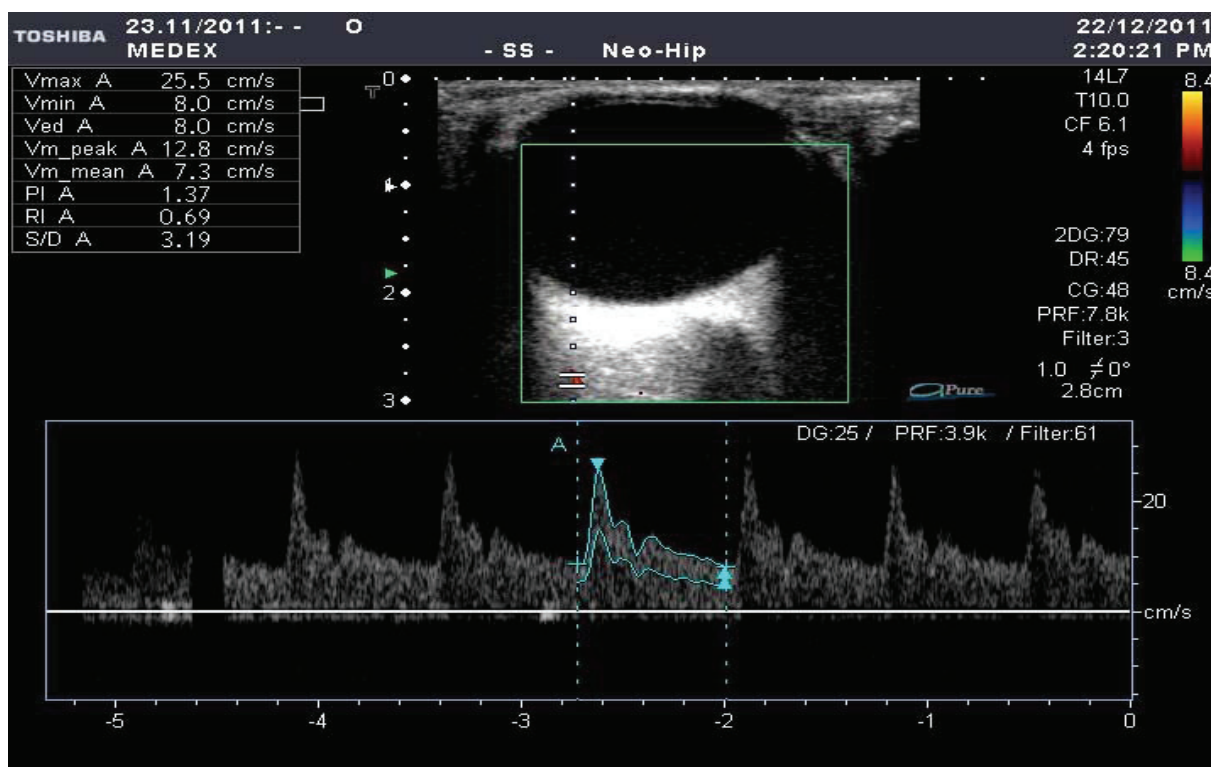 TOSHIBA 23.11/2011:- - O 22/12/2011
MEDEX - SS - Neo-Hip 2:20:21 PM
Vmax A 25.5 cm/s
Vmin A 8.0 cm/s
Ved A 8.0 cm/s
Vm_peak A 12.8 cm/s
Vm_mean A 7.3 cm/s
PI A 1.37
RI A 0.69
S/D A 3.19
T
0
1
2
3
14L7
T10.0
CF 6.1
4 fps
2DG:79
DR:45
CG:48
PRF:7.8k
Filter:3
1.0 ≠0°
2.8cm
8.4
8.4
cm/s
aPure
DG:25 / PRF:3.9k / Filter:61
A
20
cm/s
-5 -4 -3 -2 -1 0